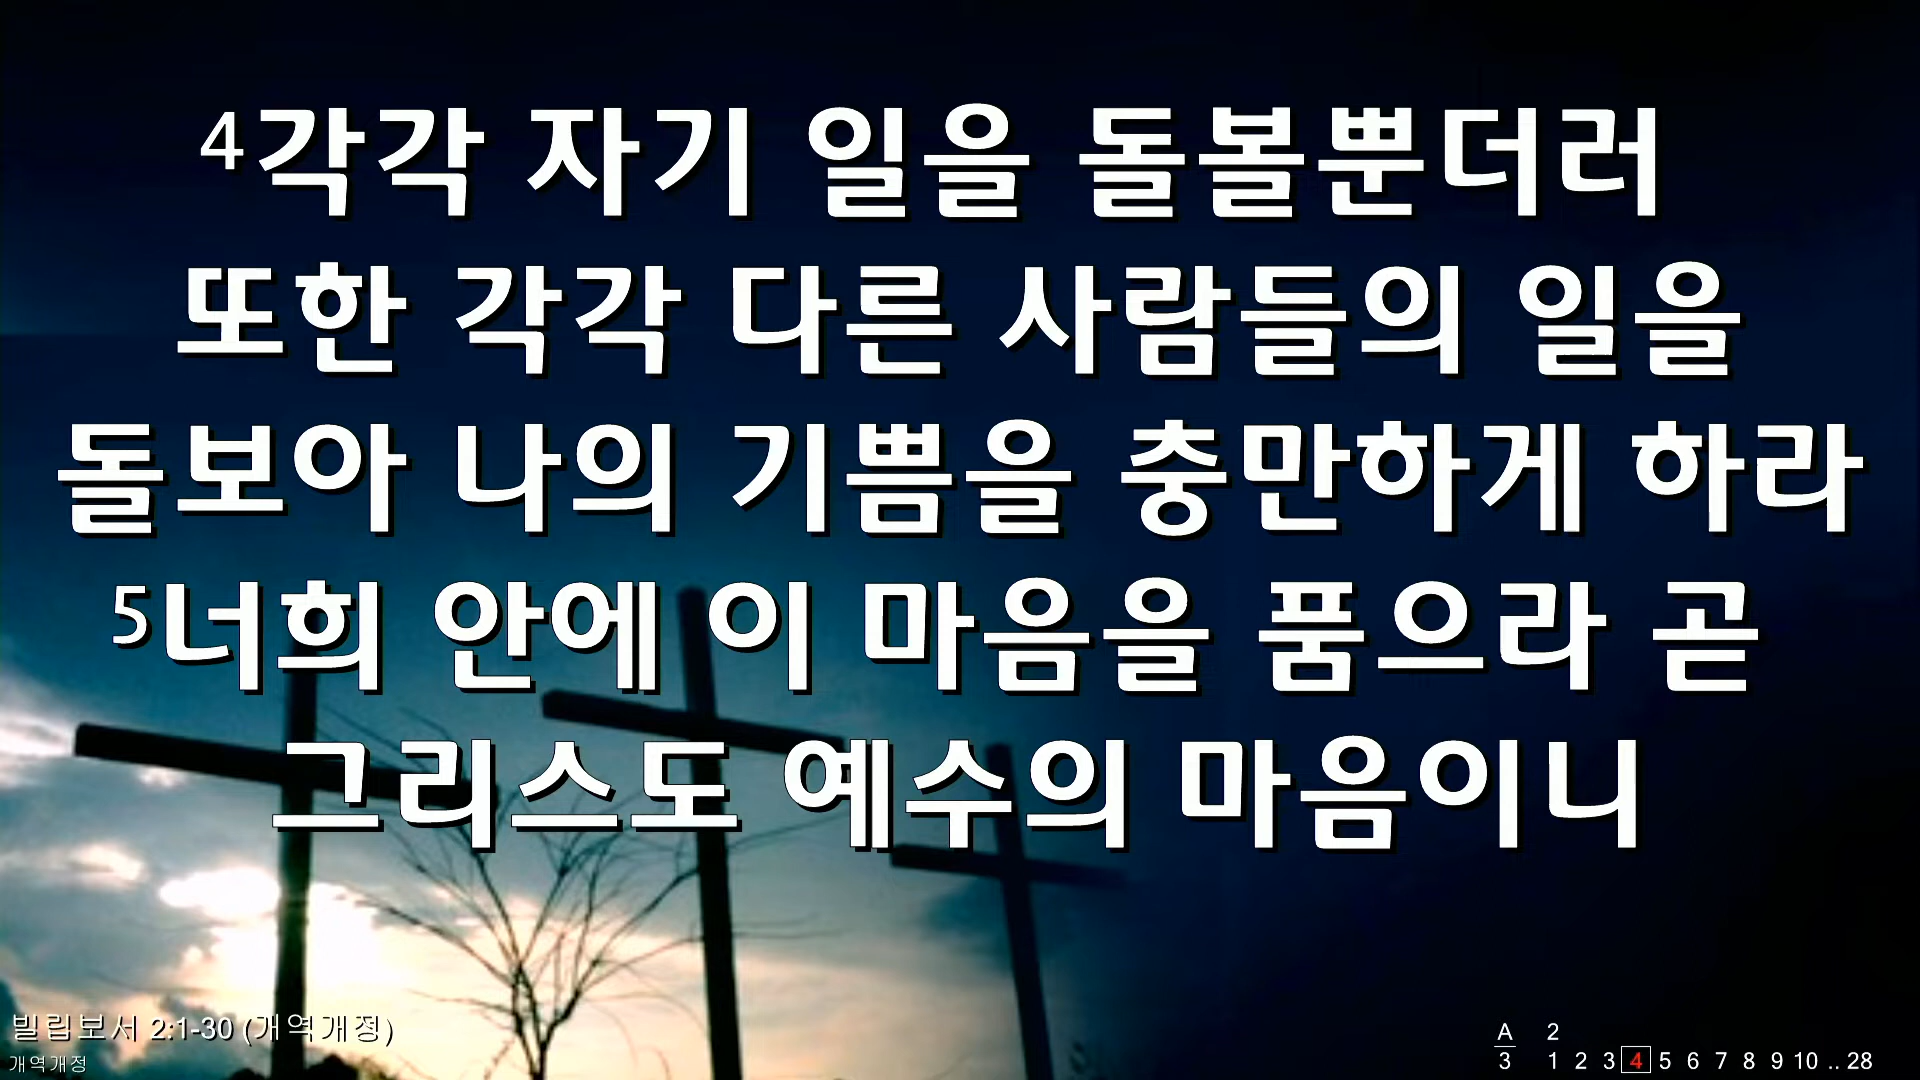 4각각 자기 일을 돌볼뿐더러
또한 각각 다른 사람들의 일을
돌보아 나의 기쁨을 충만하게 하라
5너희 안에 이 마음을 품으라 곧
그리스도 예수의 마음이니
빌립보서 2:1-30 (개역개정)
개역개정
A 2
3 1 2 3 4 5 6 7 8 9 10 .. 28